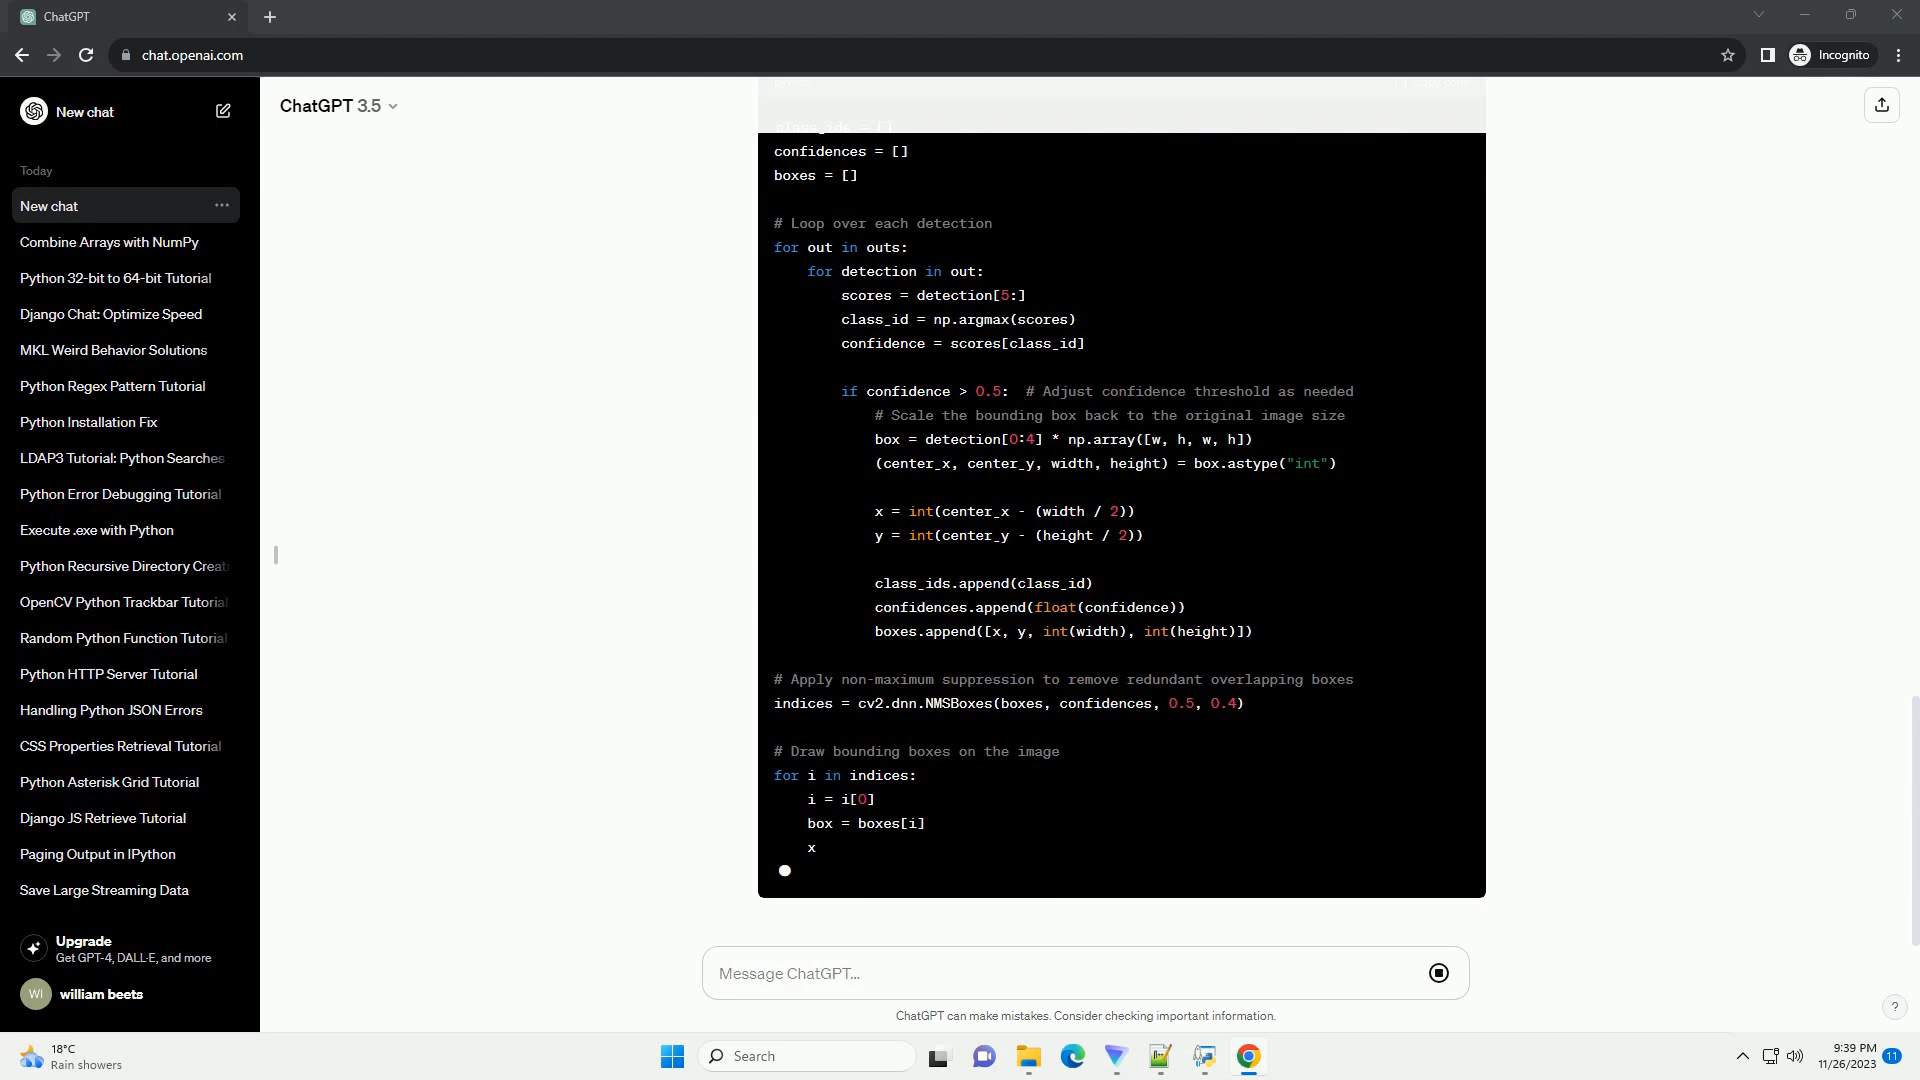 ChatGPT
chat.openai.com
Incognito
New chat
ChatGPT 3.5
Today
New chat
Combine Arrays with NumPy
Python 32-bit to 64-bit Tutorial
Django Chat: Optimize Speed
MKL Weird Behavior Solutions
Python Regex Pattern Tutorial
Python Installation Fix
LDAP3 Tutorial: Python Searches
Python Error Debugging Tutorial
Execute .exe with Python
Python Recursive Directory Creati
OpenCV Python Trackbar Tutorial
Random Python Function Tutorial
Python HTTP Server Tutorial
Handling Python JSON Errors
CSS Properties Retrieval Tutorial
Python Asterisk Grid Tutorial
Django JS Retrieve Tutorial
Paging Output in IPython
Save Large Streaming Data
Upgrade
Get GPT-4, DALL·E, and more
WI
william beets
class_ids = []
confidences = []
boxes = []
# Loop over each detection
for out in outs:
for detection in out:
scores = detection[5:]
class_id = np.argmax(scores)
confidence = scores[class_id]
if confidence > 0.5:  # Adjust confidence threshold as needed
# Scale the bounding box back to the original image size
box = detection[0:4] * np.array([w, h, w, h])
(center_x, center_y, width, height) = box.astype("int")
x = int(center_x - (width / 2))
y = int(center_y - (height / 2))
class_ids.append(class_id)
confidences.append(float(confidence))
boxes.append([x, y, int(width), int(height)])
# Apply non-maximum suppression to remove redundant overlapping boxes
indices = cv2.dnn.NMSBoxes(boxes, confidences, 0.5, 0.4)
# Draw bounding boxes on the image
for i in indices:
i = i[0]
box = boxes[i]
x
Message ChatGPT...
ChatGPT can make mistakes. Consider checking important information.
?
18°C
Rain showers
Search
9:39 PM
11/26/2023
11